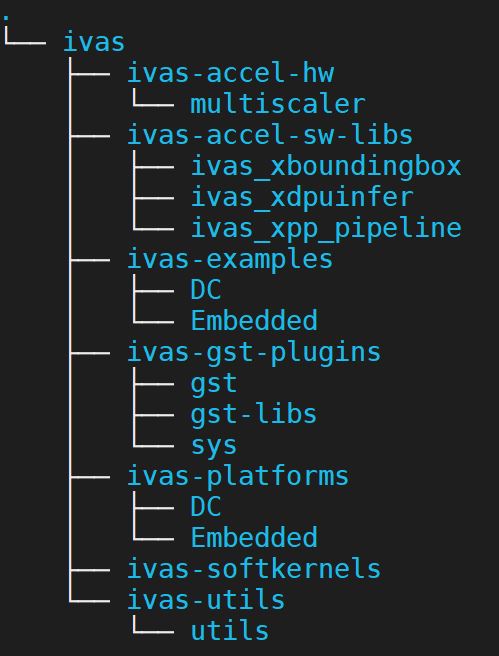 .
└── ivas
    ├── ivas-accel-hw
    │   └── multiscaler
    ├── ivas-accel-sw-libs
    │   ├── ivas_xboundingbox
    │   ├── ivas_xdpuinfer
    │   └── ivas_xpp_pipeline
    ├── ivas-examples
    │   ├── DC
    │   └── Embedded
    ├── ivas-gst-plugins
    │   ├── gst
    │   ├── gst-libs
    │   └── sys
    ├── ivas-platforms
    │   ├── DC
    │   └── Embedded
    ├── ivas-softkernels
    └── ivas-utils
        └── utils